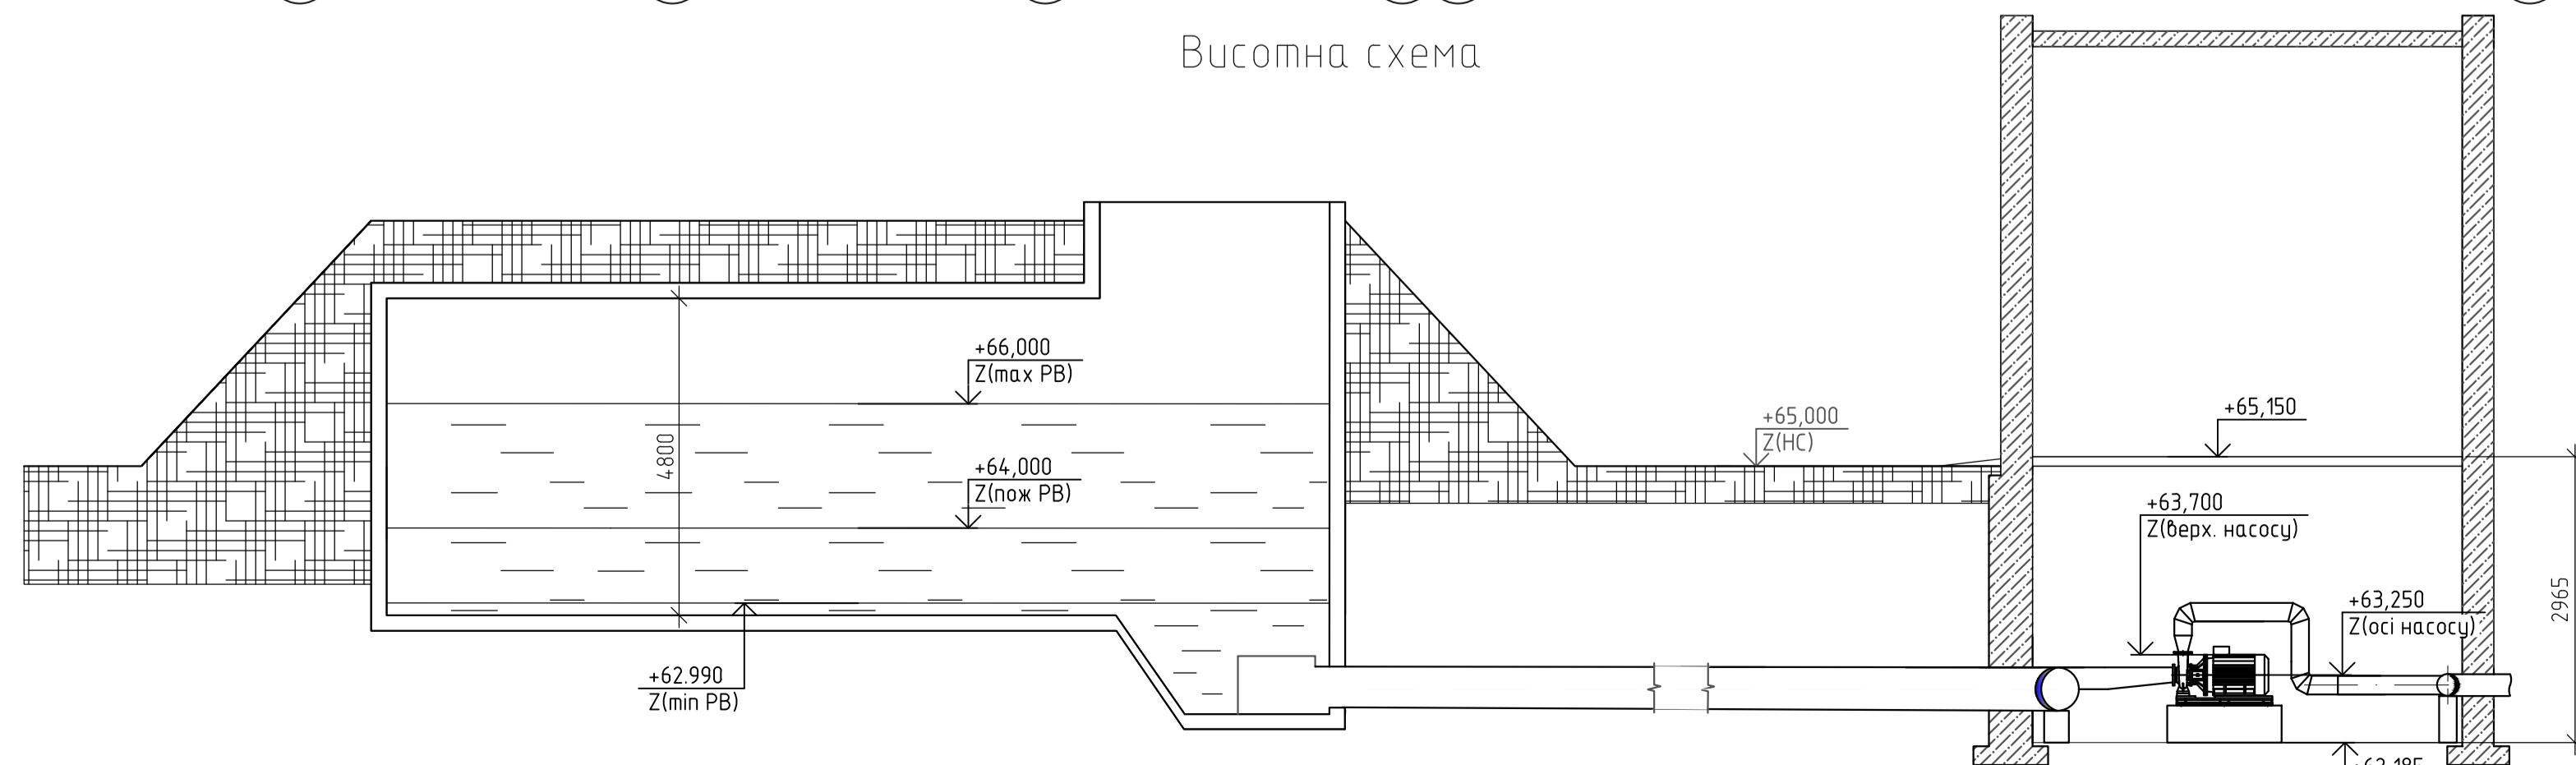 Висотна схема
+66,000
Z(max РВ)
4800
+64,000
Z(пож РВ)
+62.990
Z(min РВ)
+65,000
Z(НС)
+65,150
+63,700
Z(верх. насосу)
+63,250
Z(осі насосу)
2965